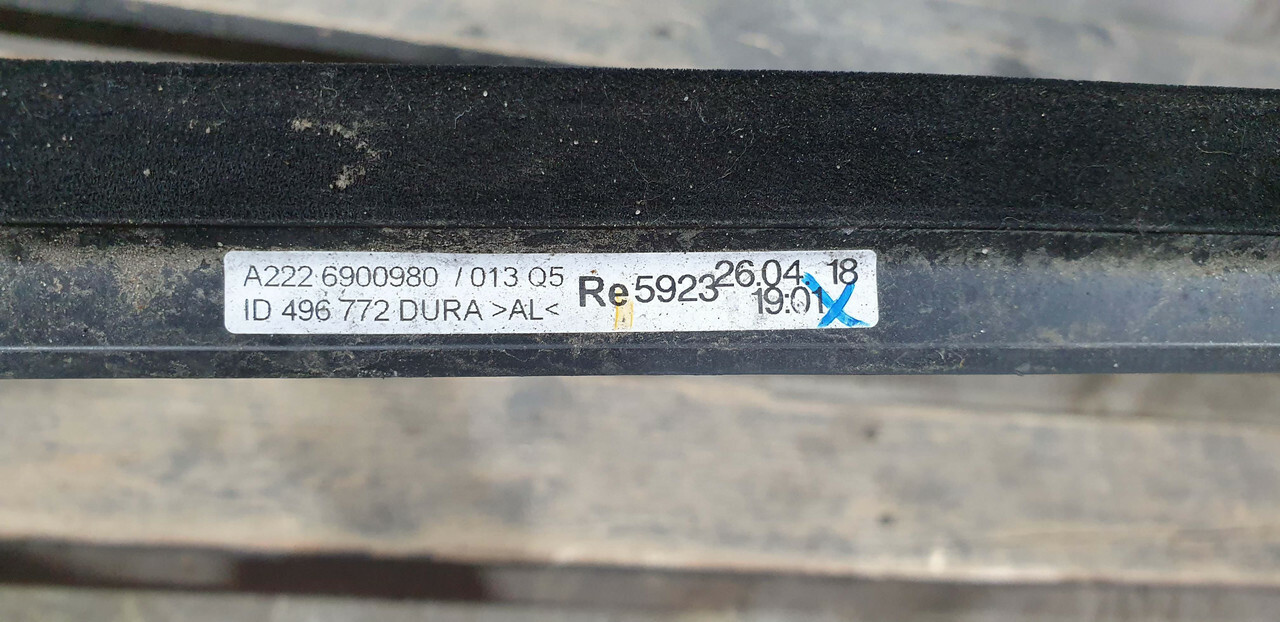 A222 6900980 / 013 Q5
ID 496 772 DURA >AL<
Re 5923
26.04. 18
19:01